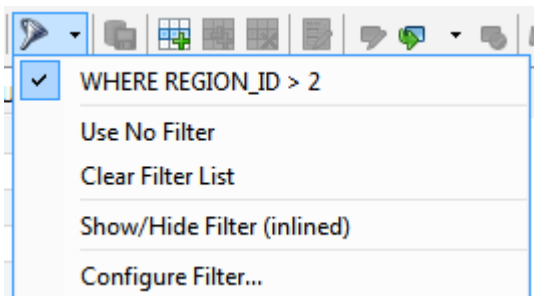 WHERE REGION_ID > 2
Use No Filter
Clear Filter List
Show/Hide Filter (inlined)
Configure Filter...